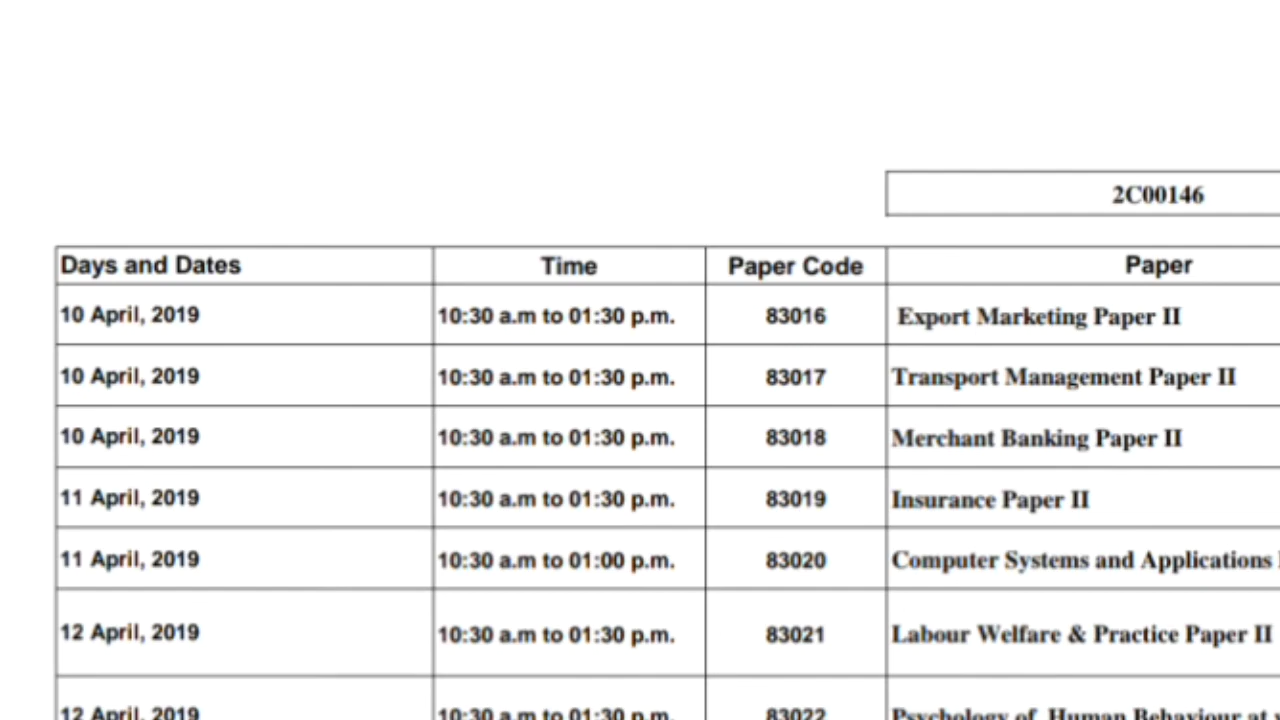 2C00146
Days and Dates Time Paper Code Paper
10 April, 2019 10:30 a.m to 01:30 p.m. 83016 Export Marketing Paper II
10 April, 2019 10:30 a.m to 01:30 p.m. 83017 Transport Management Paper II
10 April, 2019 10:30 a.m to 01:30 p.m. 83018 Merchant Banking Paper II
11 April, 2019 10:30 a.m to 01:30 p.m. 83019 Insurance Paper II
11 April, 2019 10:30 a.m to 01:00 p.m. 83020 Computer Systems and Applications
12 April, 2019 10:30 a.m to 01:30 p.m. 83021 Labour Welfare & Practice Paper II
12 April, 2019 10:30 a.m to 01:30 p.m. 83022 Psychology of Human Behaviour at